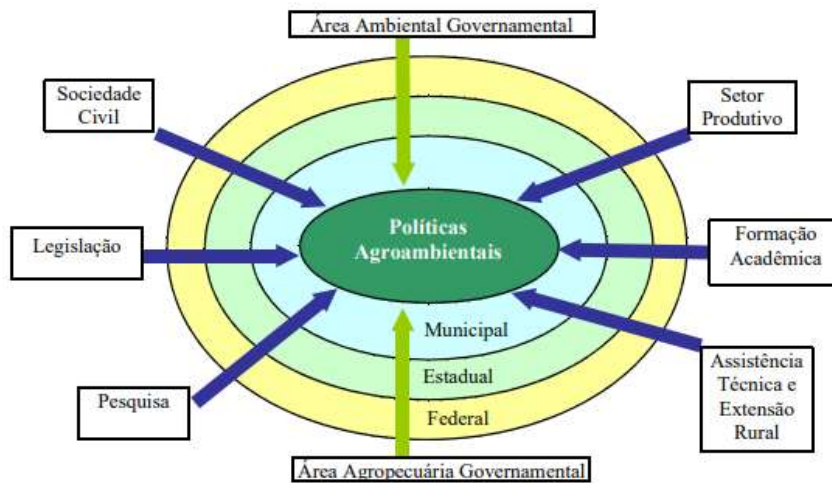 Área Ambiental Governamental
Sociedade
Civil
Setor
Produtivo
Políticas
Agroambientais
Legislação
Formação
Acadêmica
Municipal
Estadual
Federal
Pesquisa
Assistência
Técnica e
Extensão
Rural
Área Agropecuária Governamental